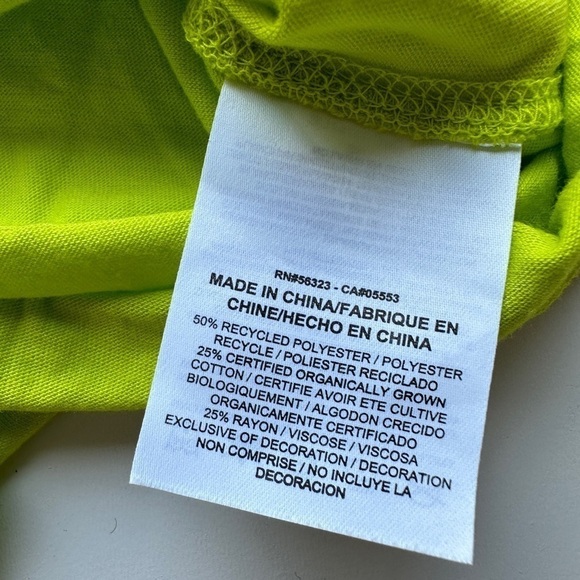 RN#56323 - CA#05553
MADE IN CHINA/FABRIQUE EN
CHINE/HECHO EN CHINA
50% RECYCLED POLYESTER / POLYESTER
RECYCLE / POLIESTER RECICLADO
25% CERTIFIED ORGANICALLY GROWN
COTTON / CERTIFIE AVOIR ETE CULTIVE
BIOLOGIQUEMENT / ALGODON CRECIDO
ORGANICAMENTE CERTIFICADO
25% RAYON / VISCOSE / VISCOSA
EXCLUSIVE OF DECORATION / DECORATION
NON COMPRISE / NO INCLUYE LA
DECORACION